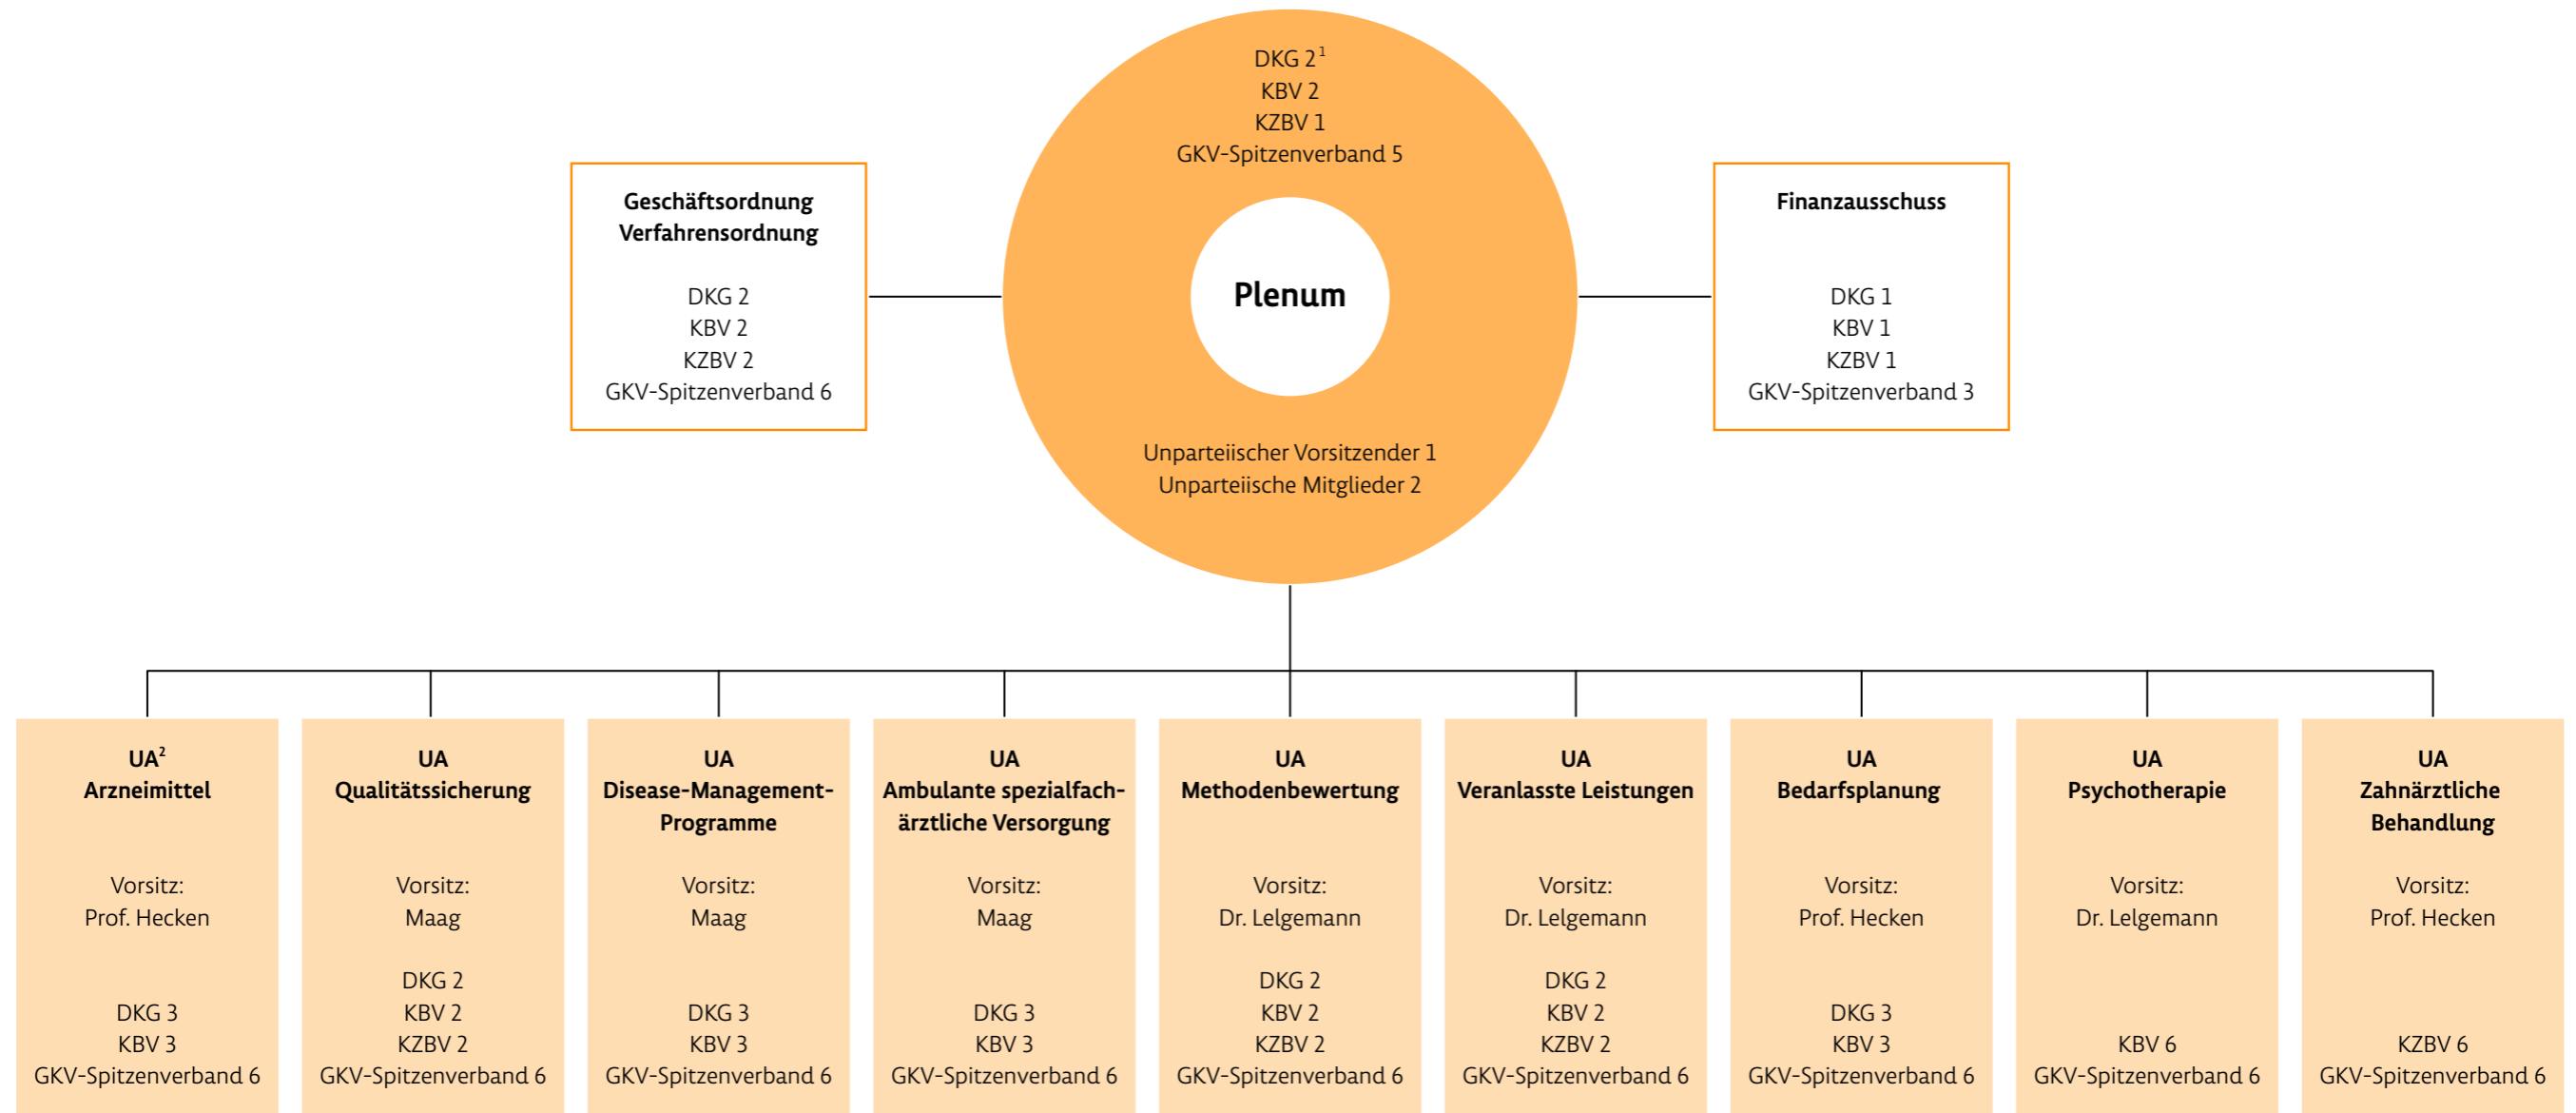 DKG 2¹
KBV 2
KZBV 1
GKV-Spitzenverband 5
Geschäftsordnung
Verfahrensordnung
DKG 2
KBV 2
KZBV 2
GKV-Spitzenverband 6
Plenum
Finanzausschuss
DKG 1
KBV 1
KZBV 1
GKV-Spitzenverband 3
Unparteiischer Vorsitzender 1
Unparteiische Mitglieder 2
UA²
Arzneimittel
Vorsitz:
Prof. Hecken
DKG 3
KBV 3
GKV-Spitzenverband 6
UA
Qualitätssicherung
Vorsitz:
Maag
DKG 2
KBV 2
KZBV 2
GKV-Spitzenverband 6
UA
Disease-Management-
Programme
Vorsitz:
Maag
DKG 3
KBV 3
GKV-Spitzenverband 6
UA
Ambulante spezialfach-
ärztliche Versorgung
Vorsitz:
Maag
DKG 3
KBV 3
GKV-Spitzenverband 6
UA
Methodenbewertung
Vorsitz:
Dr. Lelgemann
DKG 2
KBV 2
KZBV 2
GKV-Spitzenverband 6
UA
Veranlasste Leistungen
Vorsitz:
Dr. Lelgemann
DKG 2
KBV 2
KZBV 2
GKV-Spitzenverband 6
UA
Bedarfsplanung
Vorsitz:
Prof. Hecken
DKG 3
KBV 3
GKV-Spitzenverband 6
UA
Psychotherapie
Vorsitz:
Dr. Lelgemann
KBV 6
GKV-Spitzenverband 6
UA
Zahnärztliche
Behandlung
Vorsitz:
Prof. Hecken
KZBV 6
GKV-Spitzenverband 6